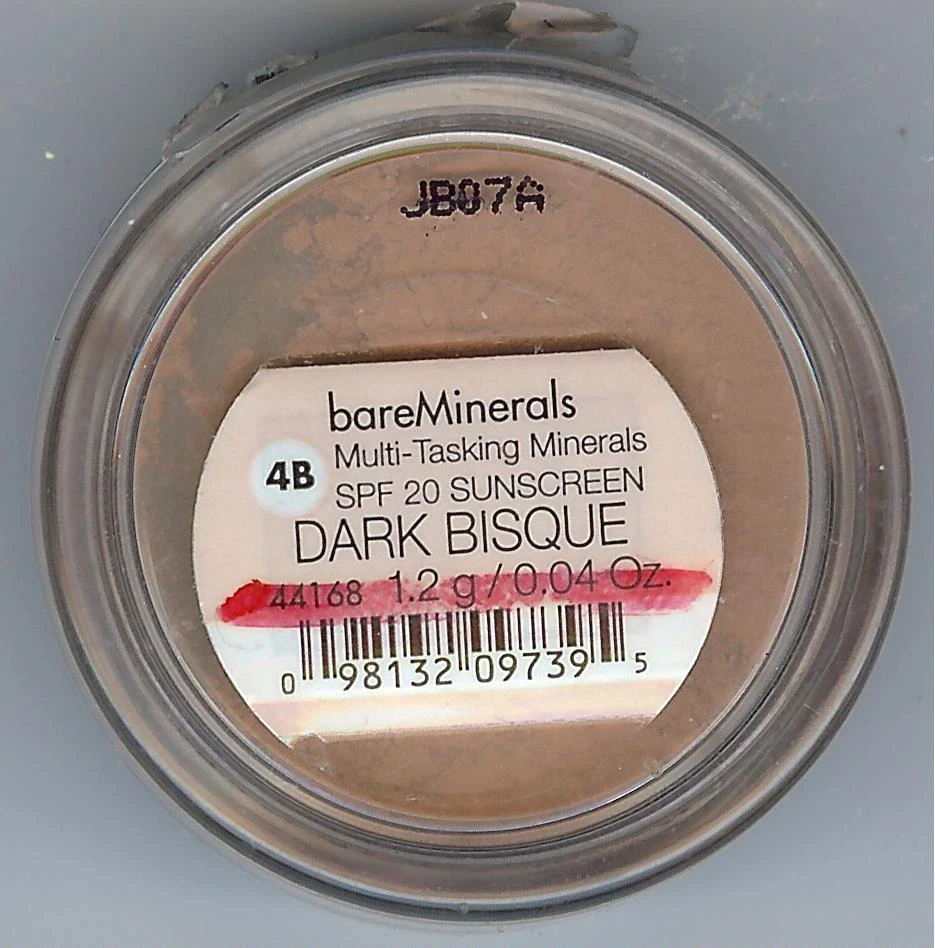 JB07A
bareMinerals
4B
Multi-Tasking Minerals
SPF 20 SUNSCREEN
DARK BISQUE
44168 1.2 g / 0.04 Oz.
0 98132 09739 5